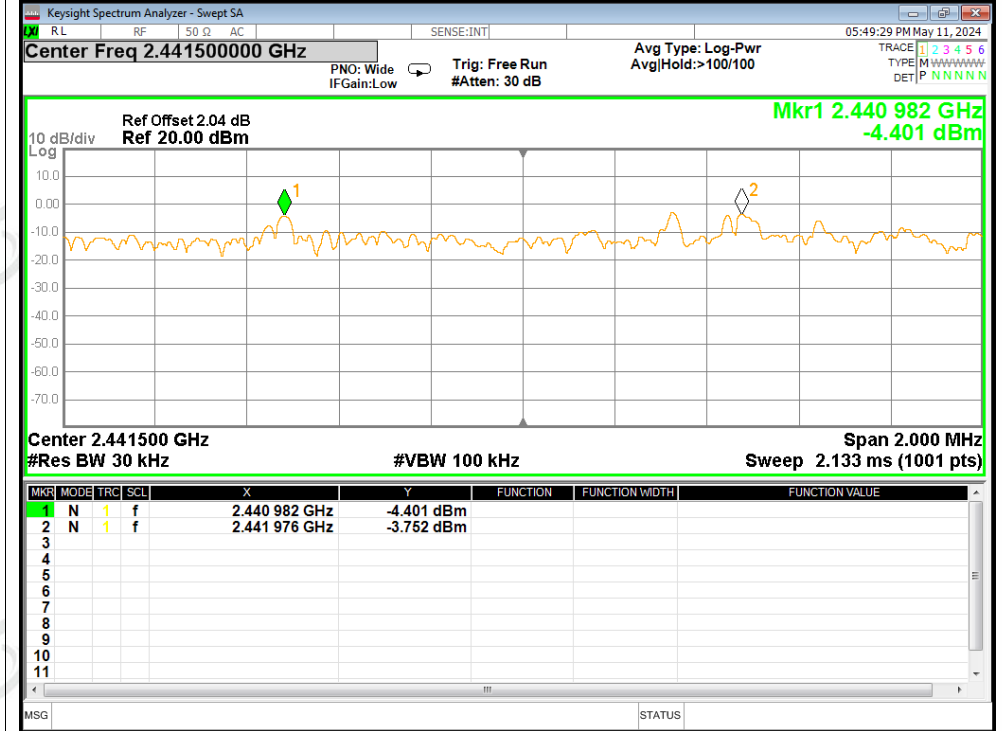 Keysight Spectrum Analyzer - Swept SA
LXI RL RF 50 Ω AC SENSE:INT 05:49:29 PM May 11, 2024
Center Freq 2.441500000 GHz
PNO: Wide
IFGain:Low
Trig: Free Run
#Atten: 30 dB
Avg Type: Log-Pwr
Avg|Hold:>100/100
TRACE 1 2 3 4 5 6
TYPE M WWWWW
DET P N N N N N
Mkr1 2.440 982 GHz
-4.401 dBm
Ref Offset 2.04 dB
10 dB/div Ref 20.00 dBm
Log
10.0
0.00
-10.0
-20.0
-30.0
-40.0
-50.0
-60.0
-70.0
1
2
Center 2.441500 GHz Span 2.000 MHz
#Res BW 30 kHz #VBW 100 kHz Sweep 2.133 ms (1001 pts)
MKR MODE TRC SCL X Y FUNCTION FUNCTION WIDTH FUNCTION VALUE
1 N 1 f 2.440 982 GHz -4.401 dBm
2 N 1 f 2.441 976 GHz -3.752 dBm
3
4
5
6
7
8
9
10
11
MSG STATUS